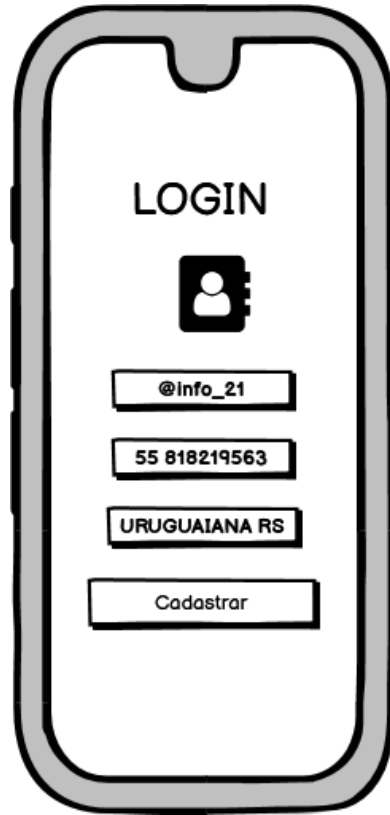 LOGIN
@info_21
55 818219563
URUGUAIANA RS
Cadastrar